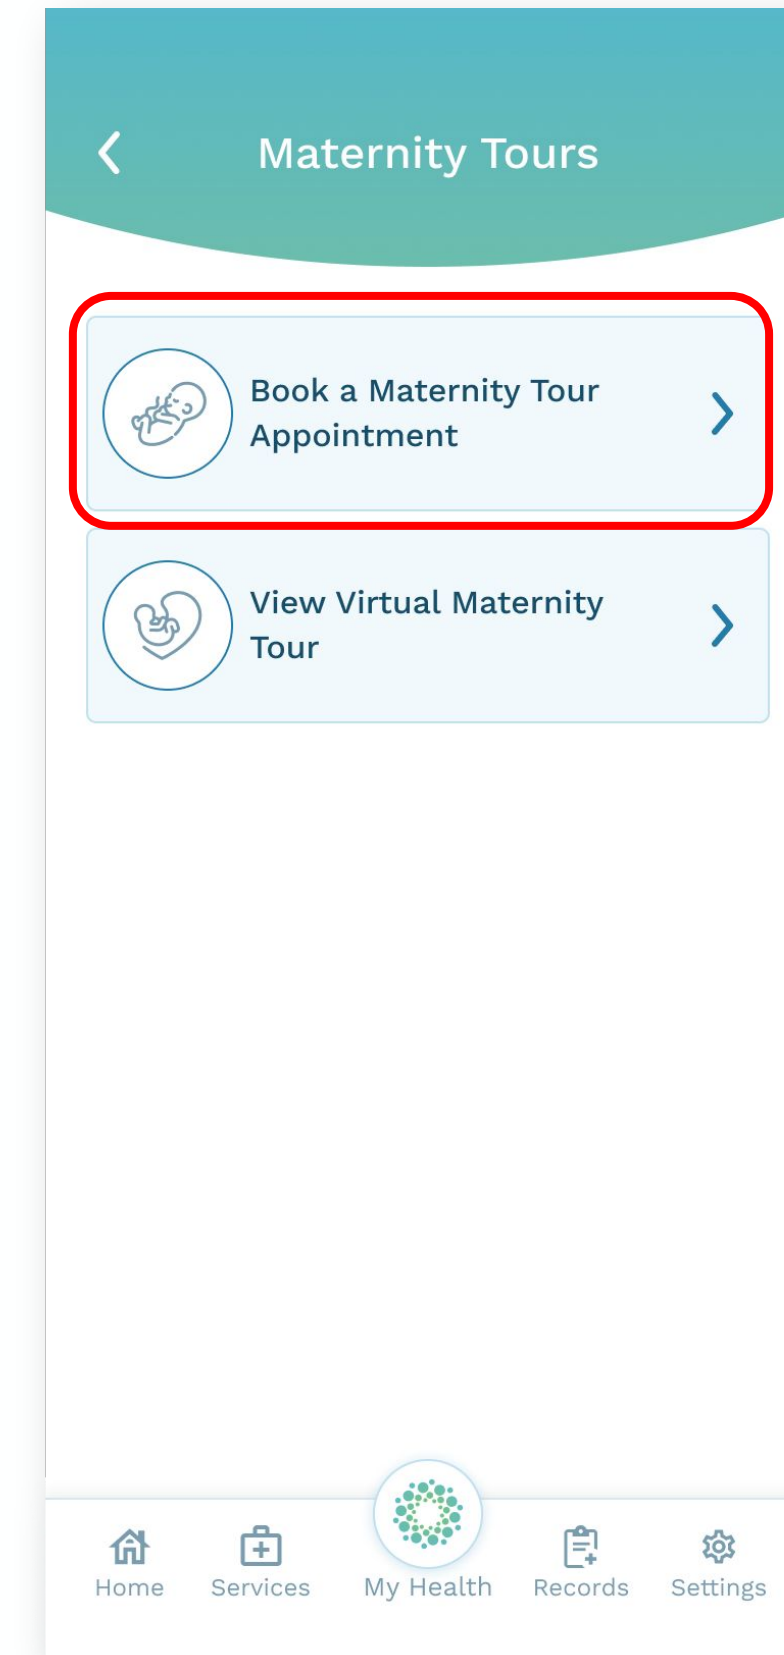 Maternity Tours
Book a Maternity Tour
Appointment
View Virtual Maternity
Tour
Home
Services
My Health
Records
Settings